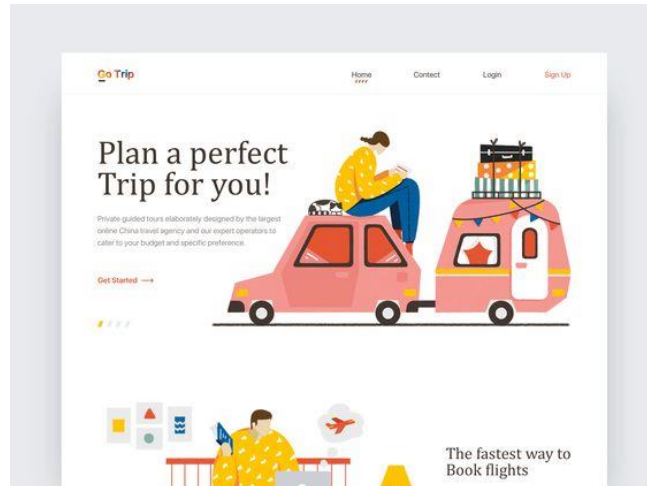 Go Trip
Home
Contect
Login
Sign Up
Plan a perfect
Trip for you!
Private guided tours elaborately designed by the largest
online China travel agency and our expert operators to
cater to your budget and specific preference.
Get Started
The fastest way to
Book flights